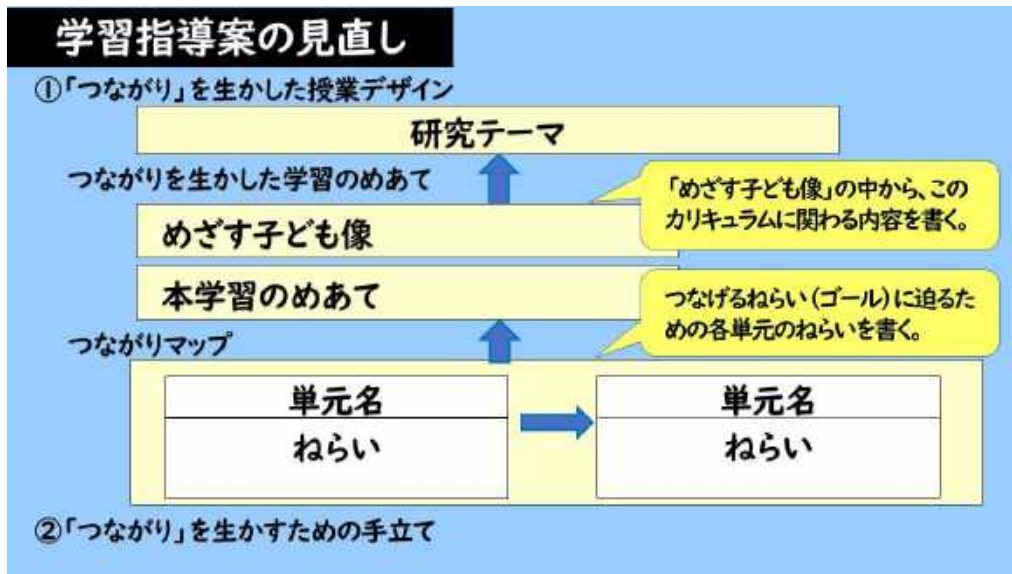 学習指導案の見直し
①「つながり」を生かした授業デザイン
研究テーマ
つながりを生かした学習のめあて
「めざす子ども像」の中から、この
カリキュラムに関わる内容を書く。
めざす子ども像
本学習のめあて
つなげるねらい(ゴール)に迫るた
めの各単元のねらいを書く。
つながりマップ
単元名
ねらい
単元名
ねらい
②「つながり」を生かすための手立て